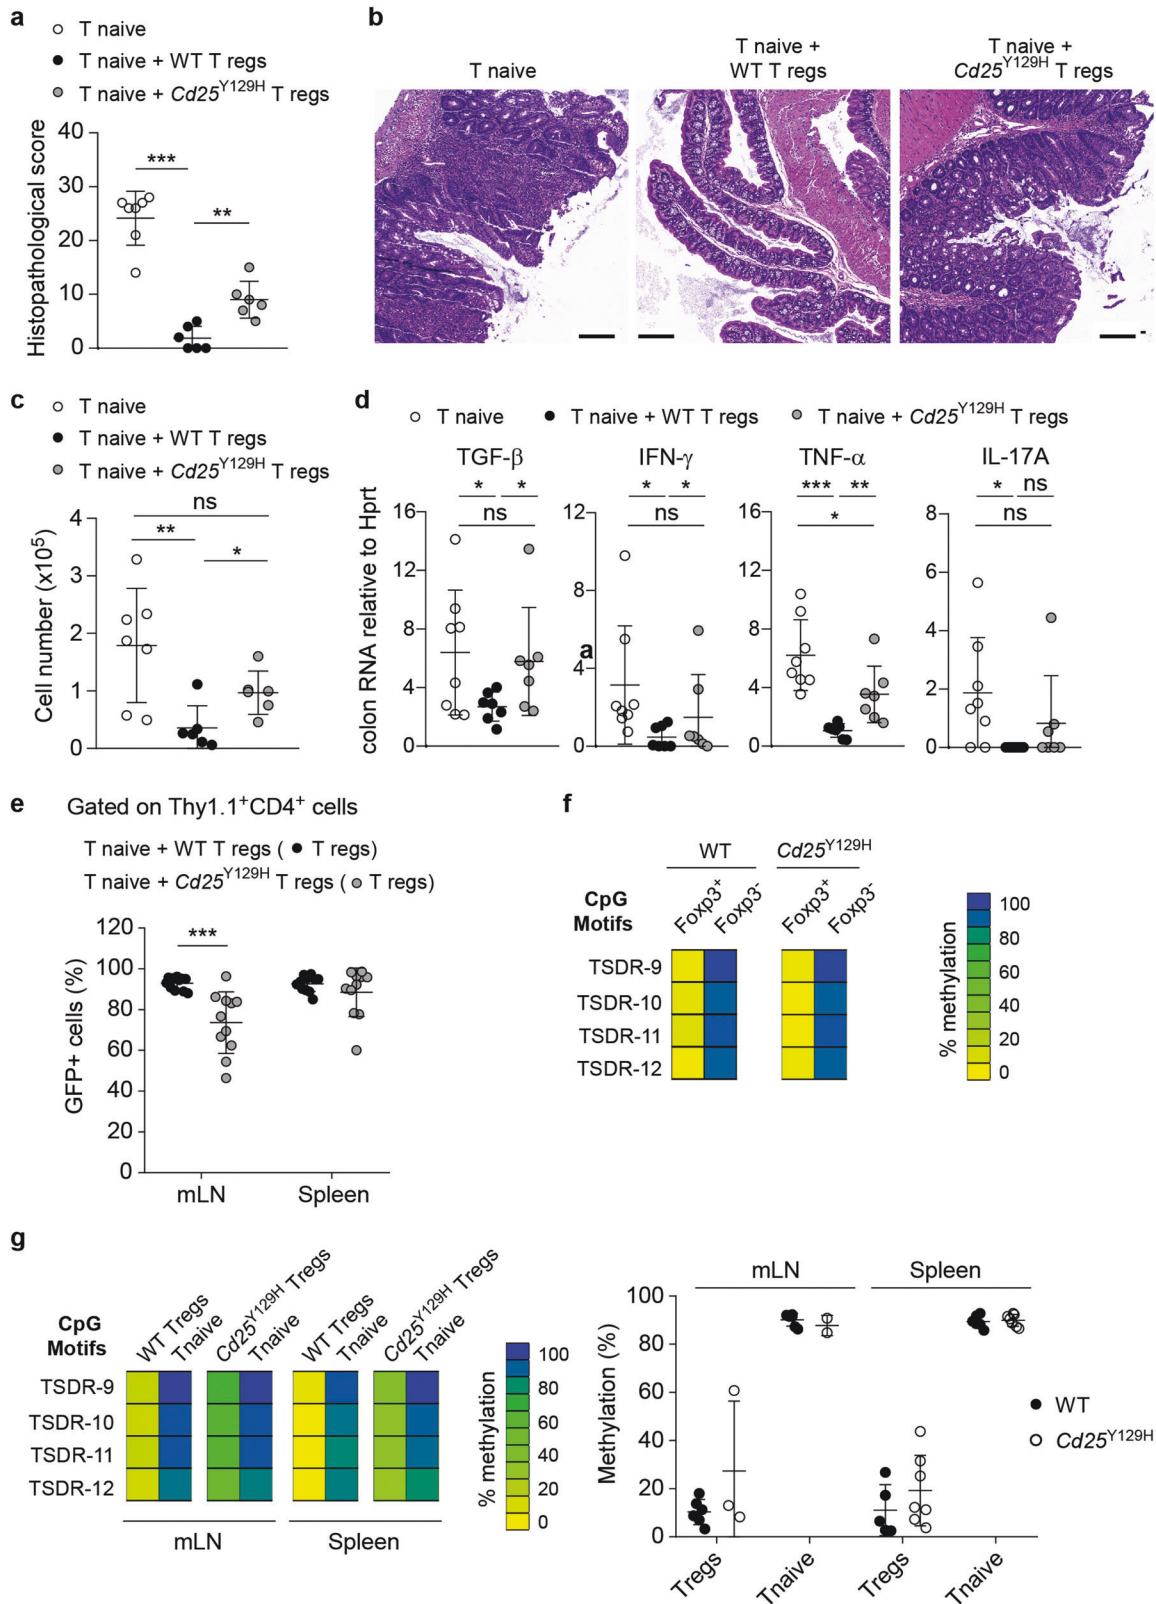 a
T naive
T naive + WT T regs
T naive + Cd25Y129H T regs
Histopathological score
40
30
20
10
0
***
**
b
T naive
T naive +
WT T regs
T naive +
Cd25Y129H T regs
c
T naive
T naive + WT T regs
T naive + Cd25Y129H T regs
Cell number (x10⁵)
4
3
2
1
0
ns
**
*
d
T naive
T naive + WT T regs
T naive + Cd25Y129H T regs
colon RNA relative to Hprt
TGF-β
* *
ns
16
12
8
4
0
IFN-γ
* *
ns
12
8
a
4
0
TNF-α
*** **
*
16
12
8
4
0
IL-17A
* ns
ns
8
6
4
2
0
e
Gated on Thy1.1⁺CD4⁺ cells
T naive + WT T regs ( T regs)
T naive + Cd25Y129H T regs ( T regs)
GFP+ cells (%)
120
100
80
60
40
20
0
***
mLN Spleen
f
WT Cd25Y129H
CpG
Motifs
Foxp3⁺ Foxp3⁻ Foxp3⁺ Foxp3⁻
TSDR-9
TSDR-10
TSDR-11
TSDR-12
% methylation
100
80
60
40
20
0
g
CpG
Motifs
WT Tregs
Tnaive
Cd25Y129H Tregs
Tnaive
WT Tregs
Tnaive
Cd25Y129H Tregs
Tnaive
TSDR-9
TSDR-10
TSDR-11
TSDR-12
mLN Spleen
% methylation
100
80
60
40
20
0
mLN Spleen
Methylation (%)
100
80
60
40
20
0
Tregs
Tnaive
Tregs
Tnaive
WT
Cd25Y129H